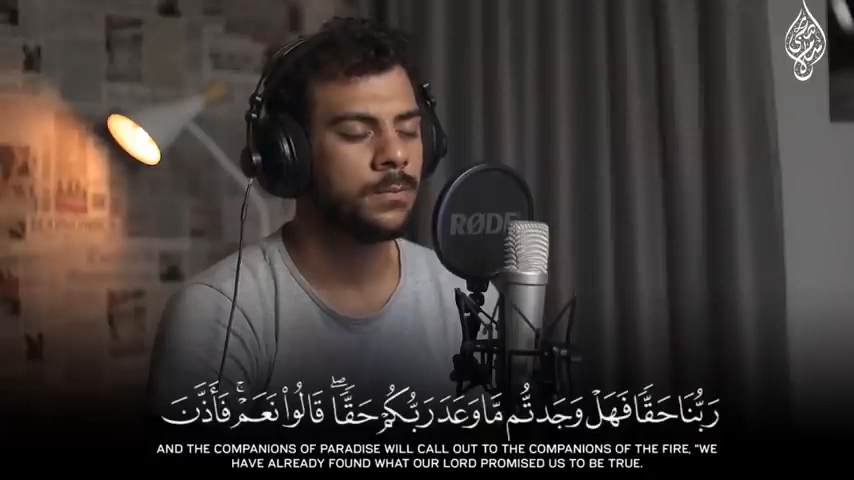 RØDE
رَبُّنَا حَقًّا فَهَلْ وَجَدتُّم مَّا وَعَدَ رَبُّكُمْ حَقًّا ۖ قَالُوا۟ نَعَمْ ۚ فَأَذَّنَ
AND THE COMPANIONS OF PARADISE WILL CALL OUT TO THE COMPANIONS OF THE FIRE, "WE
HAVE ALREADY FOUND WHAT OUR LORD PROMISED US TO BE TRUE.